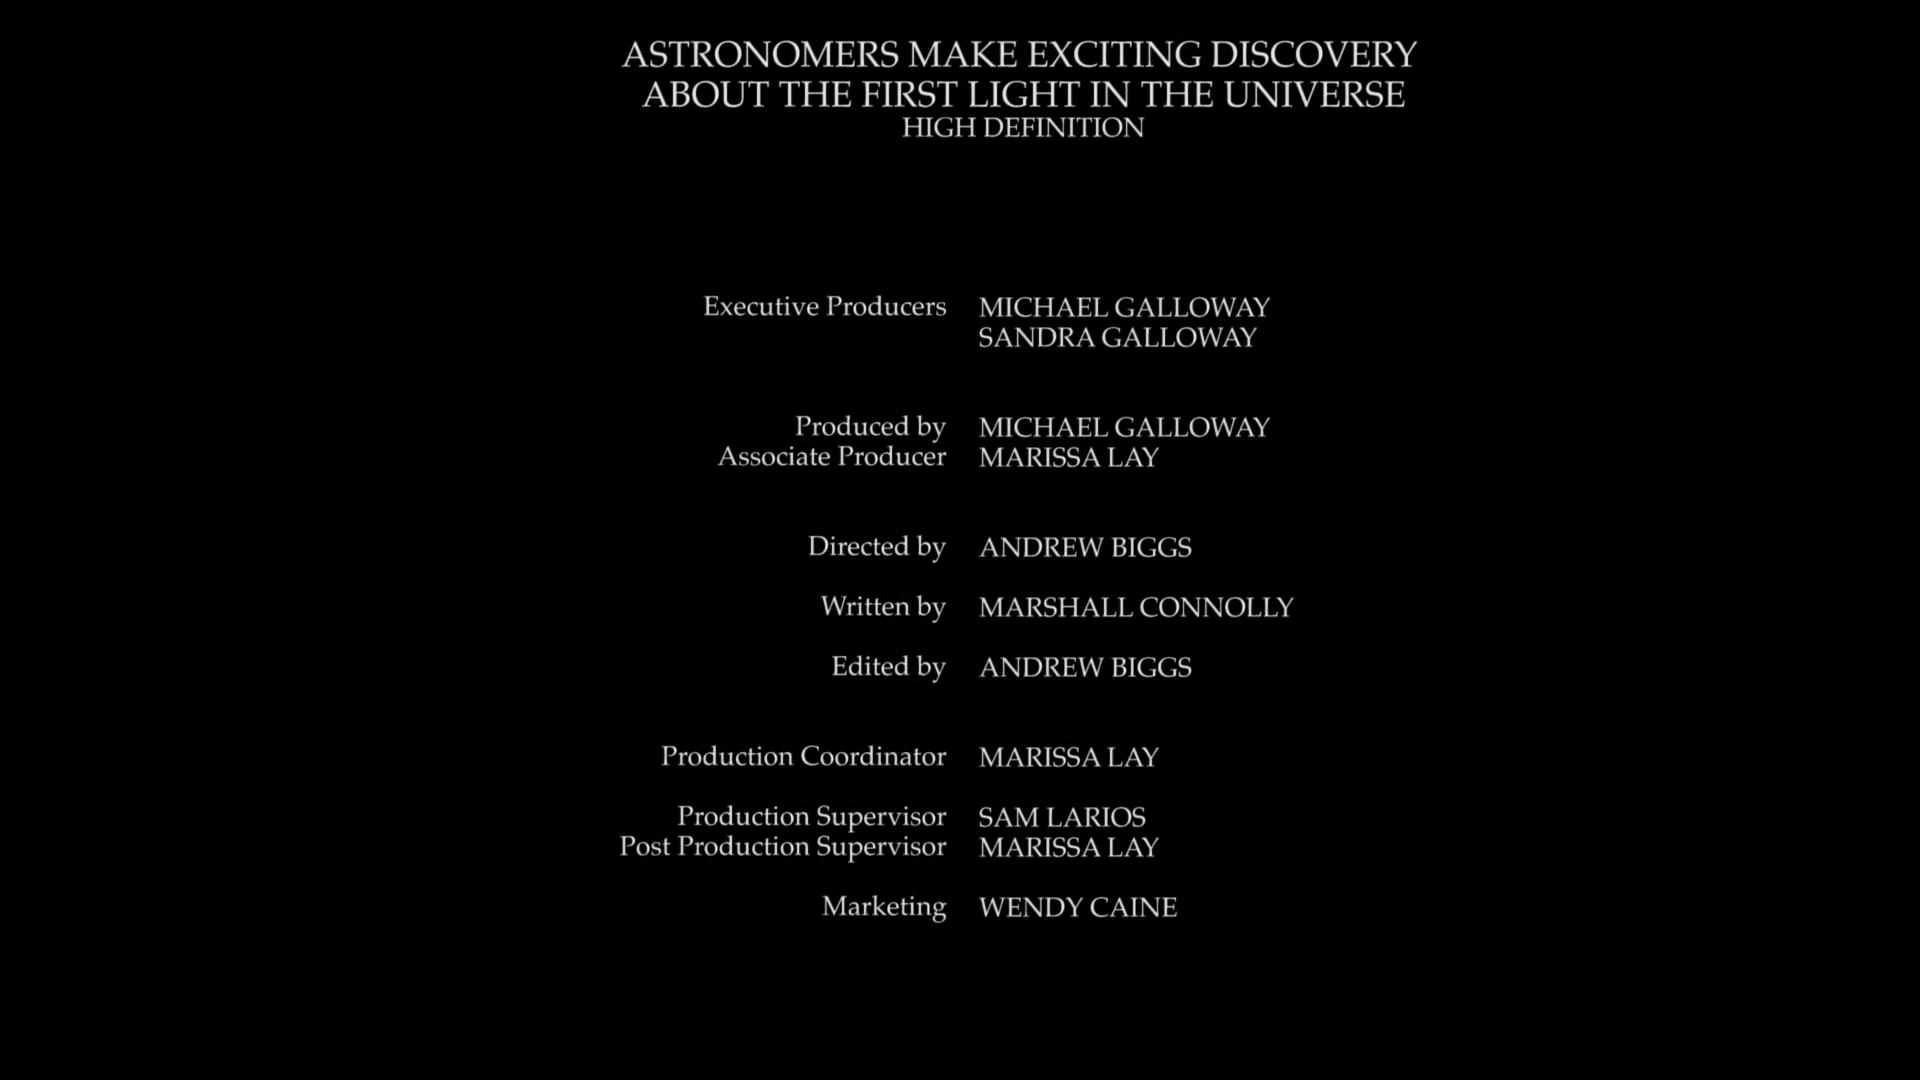 ASTRONOMERS MAKE EXCITING DISCOVERY
ABOUT THE FIRST LIGHT IN THE UNIVERSE
HIGH DEFINITION
Executive Producers MICHAEL GALLOWAY
SANDRA GALLOWAY
Produced by MICHAEL GALLOWAY
Associate Producer MARISSA LAY
Directed by ANDREW BIGGS
Written by MARSHALL CONNOLLY
Edited by ANDREW BIGGS
Production Coordinator MARISSA LAY
Production Supervisor SAM LARIOS
Post Production Supervisor MARISSA LAY
Marketing WENDY CAINE